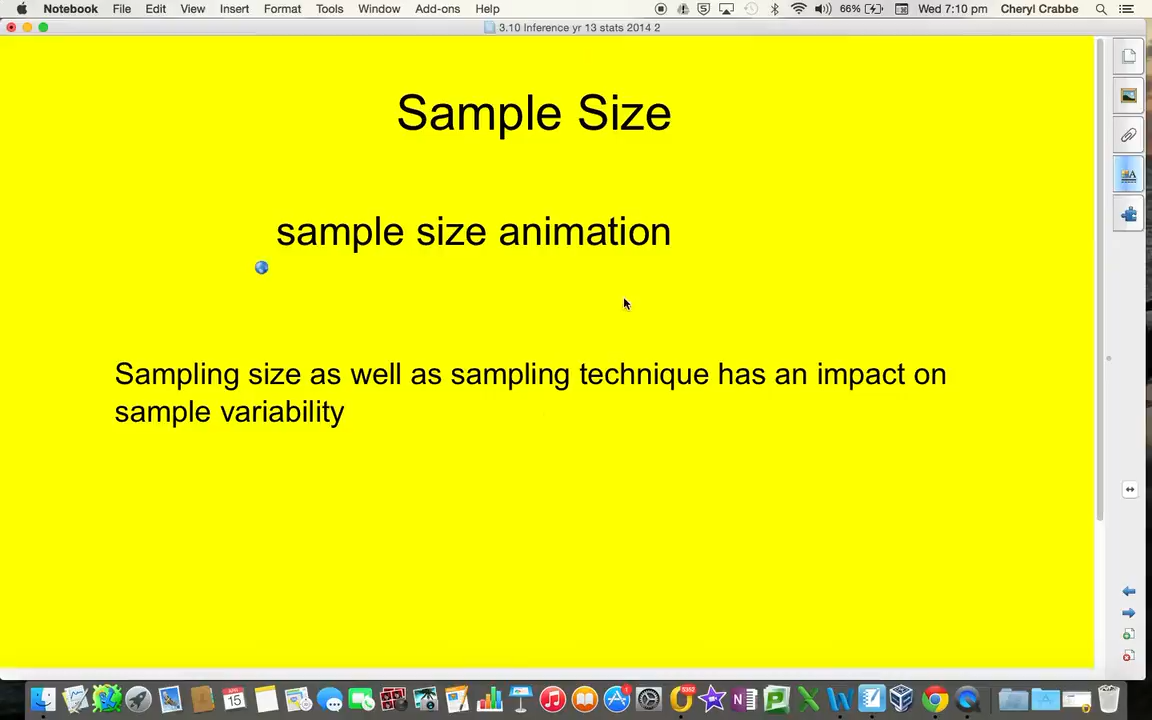 Notebook File Edit View Insert Format Tools Window Add-ons Help 5 66% Wed 7:10 pm Cheryl Crabbe
3.10 Inference yr 13 stats 2014 2
Sample Size
sample size animation
Sampling size as well as sampling technique has an impact on
sample variability